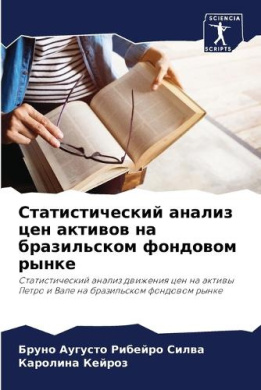 SCIENCIA
SCRIPTS
Статистический анализ
цен активов на
бразильском фондовом
рынке
Статистический анализ движения цен на активы
Петро и Вале на бразильском фондовом рынке
Бруно Аугусто Рибейро Силва
Каролина Кейроз